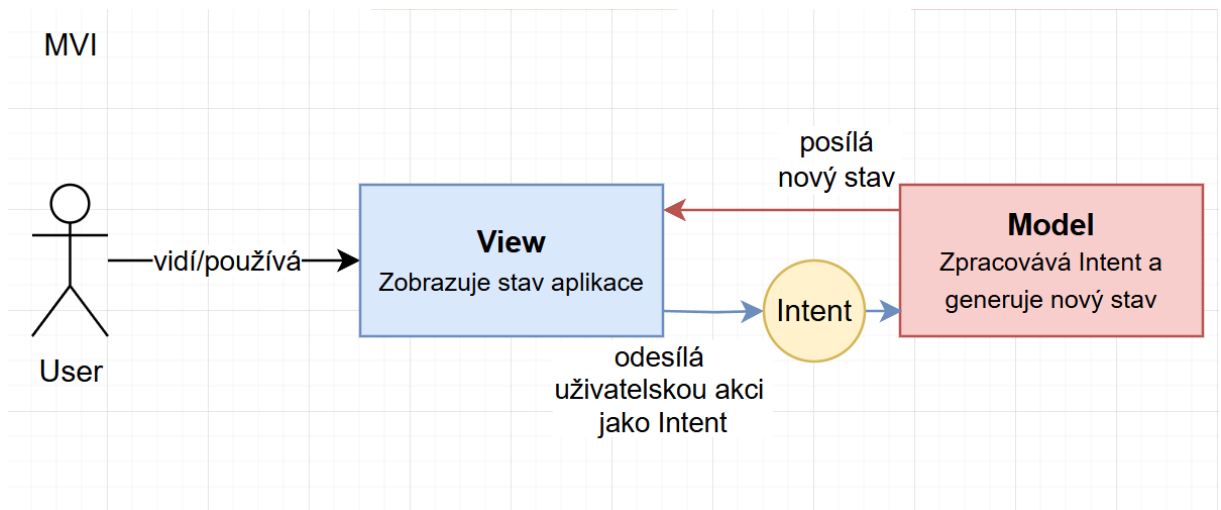 MVI
posílá
nový stav
View
Zobrazuje stav aplikace
Model
Zpracovává Intent a
generuje nový stav
vidí/používá
Intent
User
odesílá
uživatelskou akci
jako Intent